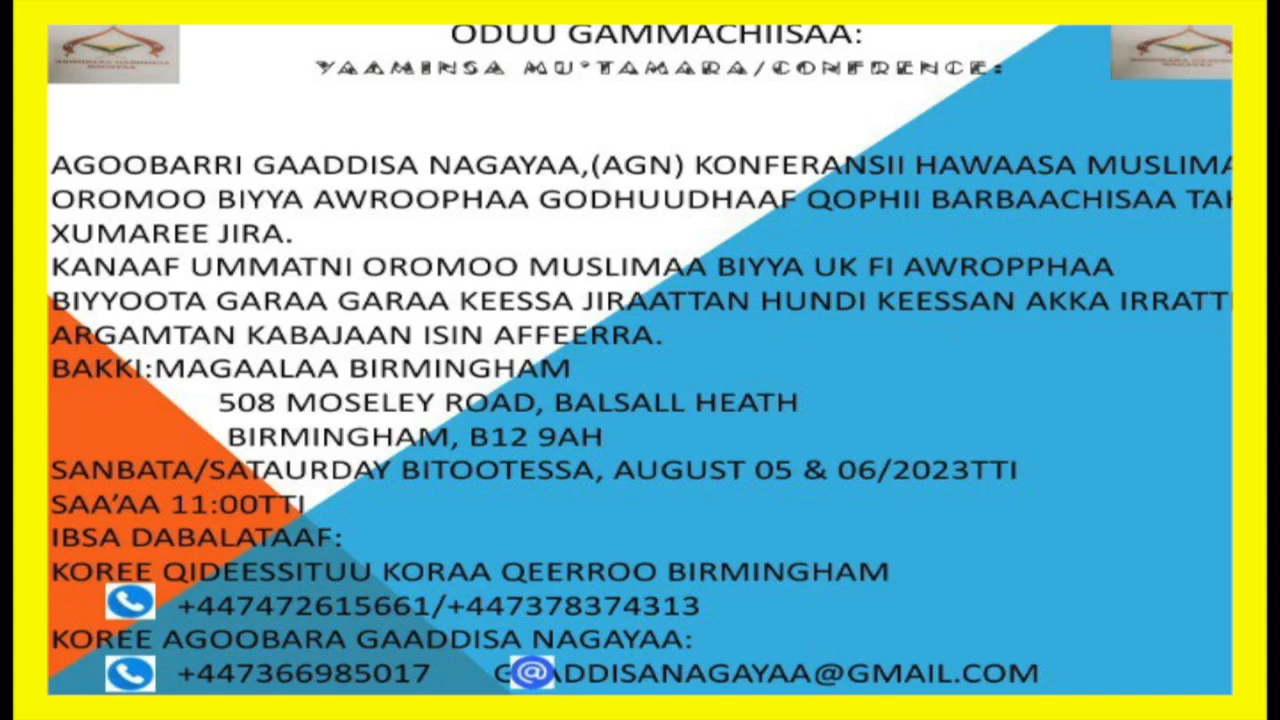 ODUU GAMMACHIISAA:
YAAMINSA MU'TAMARA/CONFERENCE:
AGOOBARRI GAADDISA NAGAYAA,(AGN) KONFERANSII HAWAASA MUSLIMA
OROMOO BIYYA AWROOPHAA GODHUUDHAAF QOPHII BARBAACHISAA
XUMAREE JIRA.
KANAAF UMMATNI OROMOO MUSLIMAA BIYYA UK FI AWROPPHAA
BIYYOOTA GARAA GARAA KEESSA JIRAATTAN HUNDI KEESSAN AKKA IRRATTI
ARGAMTAN KABAJAAN ISIN AFFEERRA.
BAKKI:MAGAALAA BIRMINGHAM
508 MOSELEY ROAD, BALSALL HEATH
BIRMINGHAM, B12 9AH
SANBATA/SATAURDAY BITOOTESSA, AUGUST 05 & 06/2023TTI
SAA’AA 11:00TTI
IBSA DABALATAAF:
KOREE QIDEESSITUU KORAA QEERROO BIRMINGHAM
+447472615661/+447378374313
KOREE AGOOBARA GAADDISA NAGAYAA:
+447366985017 G@ADDISANAGAYAA@GMAIL.COM